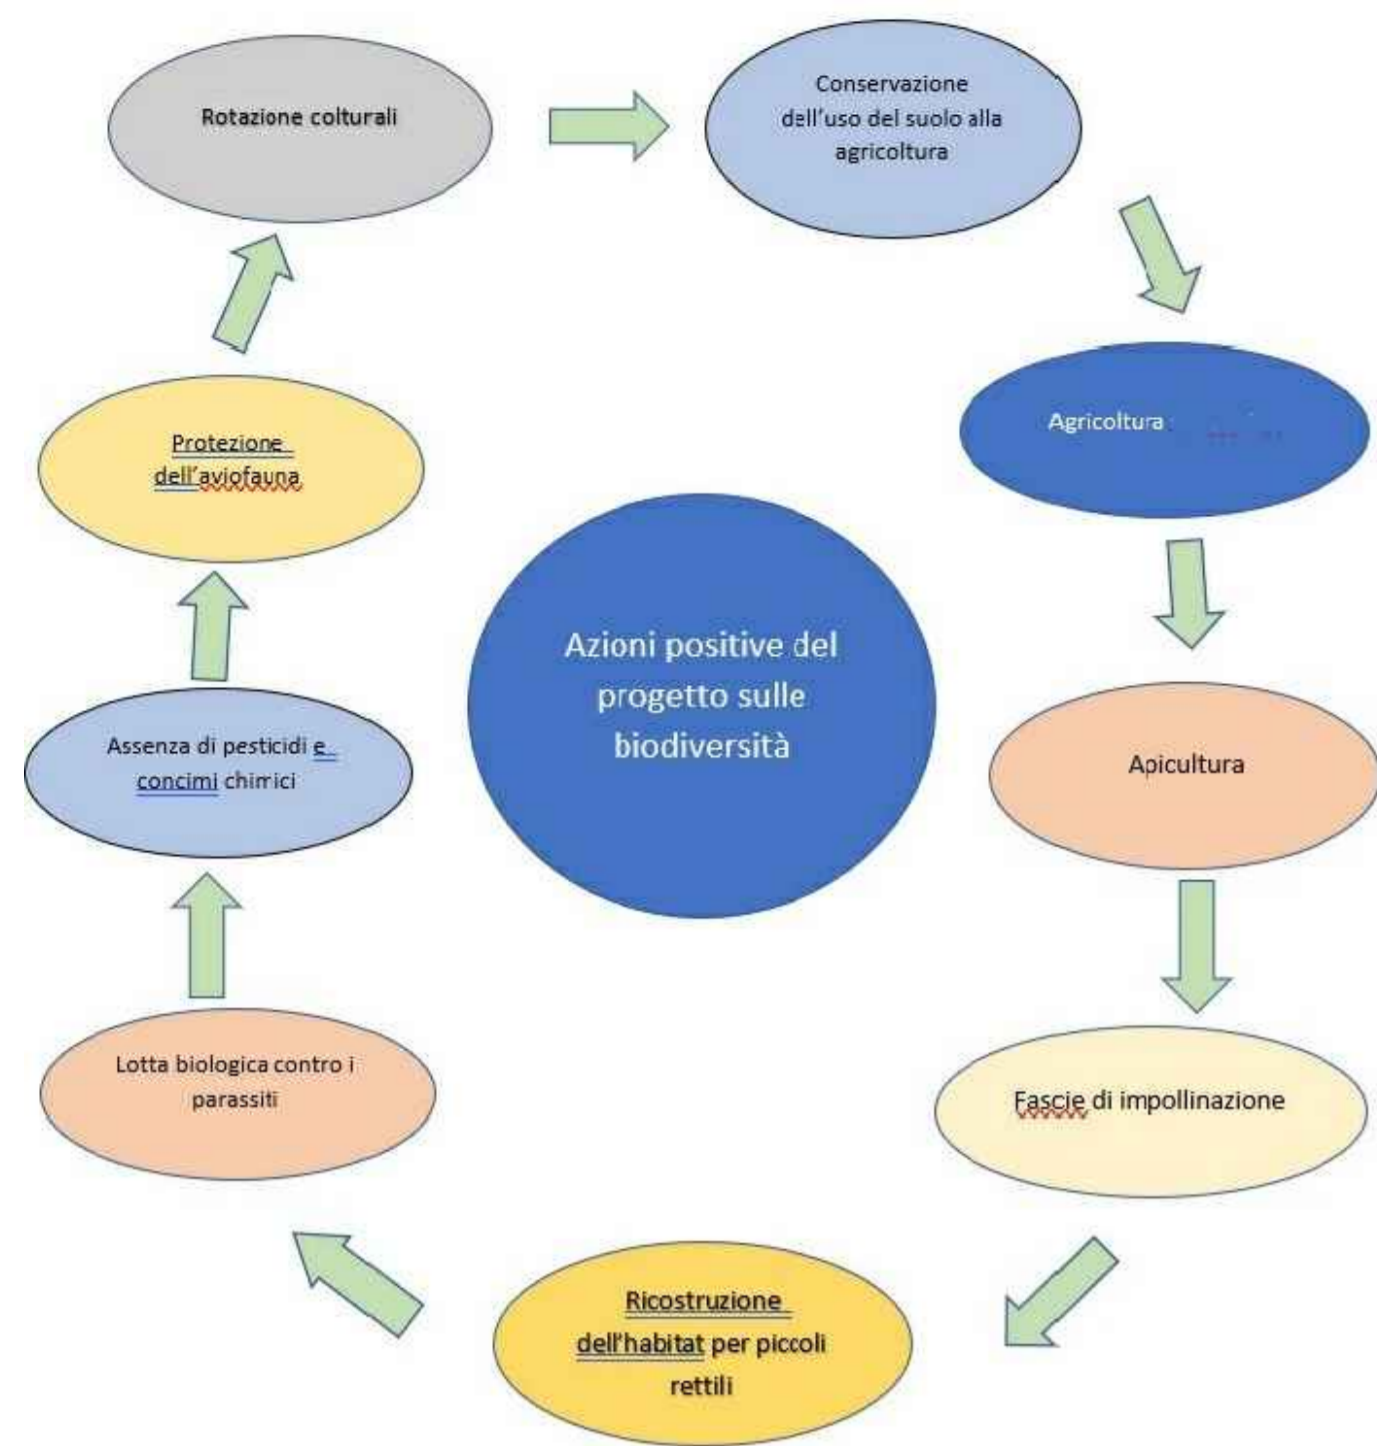 Rotazione colturali
Conservazione
dell'uso del suolo alla
agricoltura
Agricoltura
Apicultura
Fascie di impollinazione
Ricostruzione
dell'habitat per piccoli
rettili
Lotta biologica contro i
parassiti
Assenza di pesticidi e
concimi chimici
Protezione
dell'aviofauna
Azioni positive del
progetto sulle
biodiversità